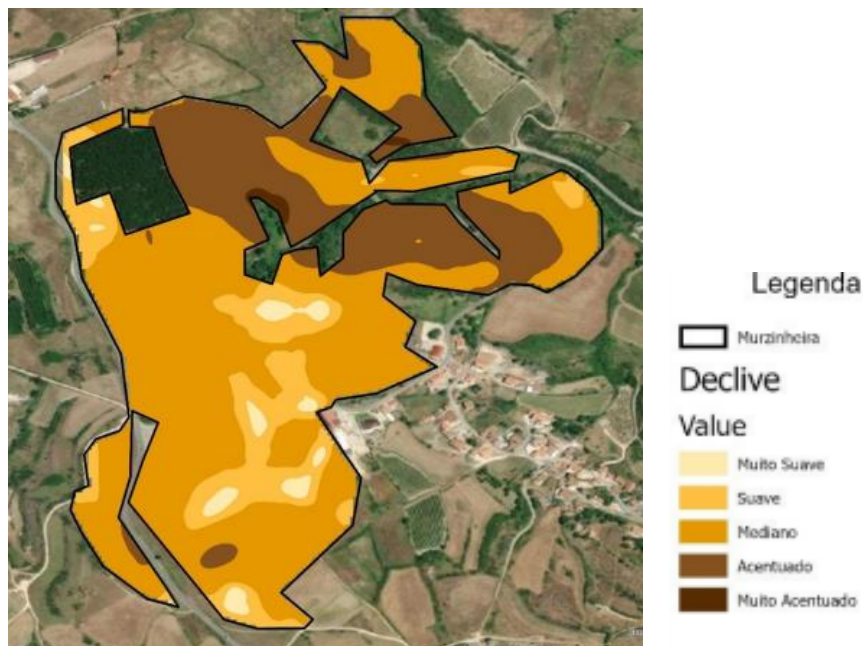 Legenda
Murzinheira
Declive
Value
Muito Suave
Suave
Mediano
Acentuado
Muito Acentuado